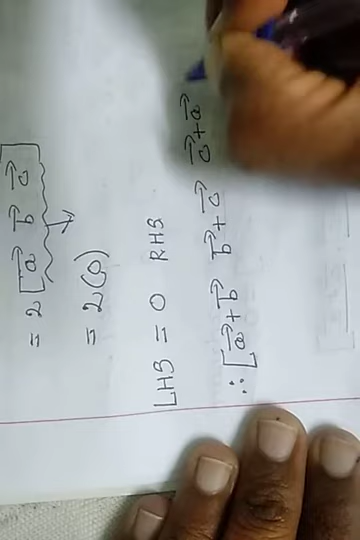 = 2 [a⃗ b⃗ c⃗]
= 2(0)
LHS = 0 RHS
∴ [a⃗+b⃗ b⃗+c⃗ c⃗+a⃗